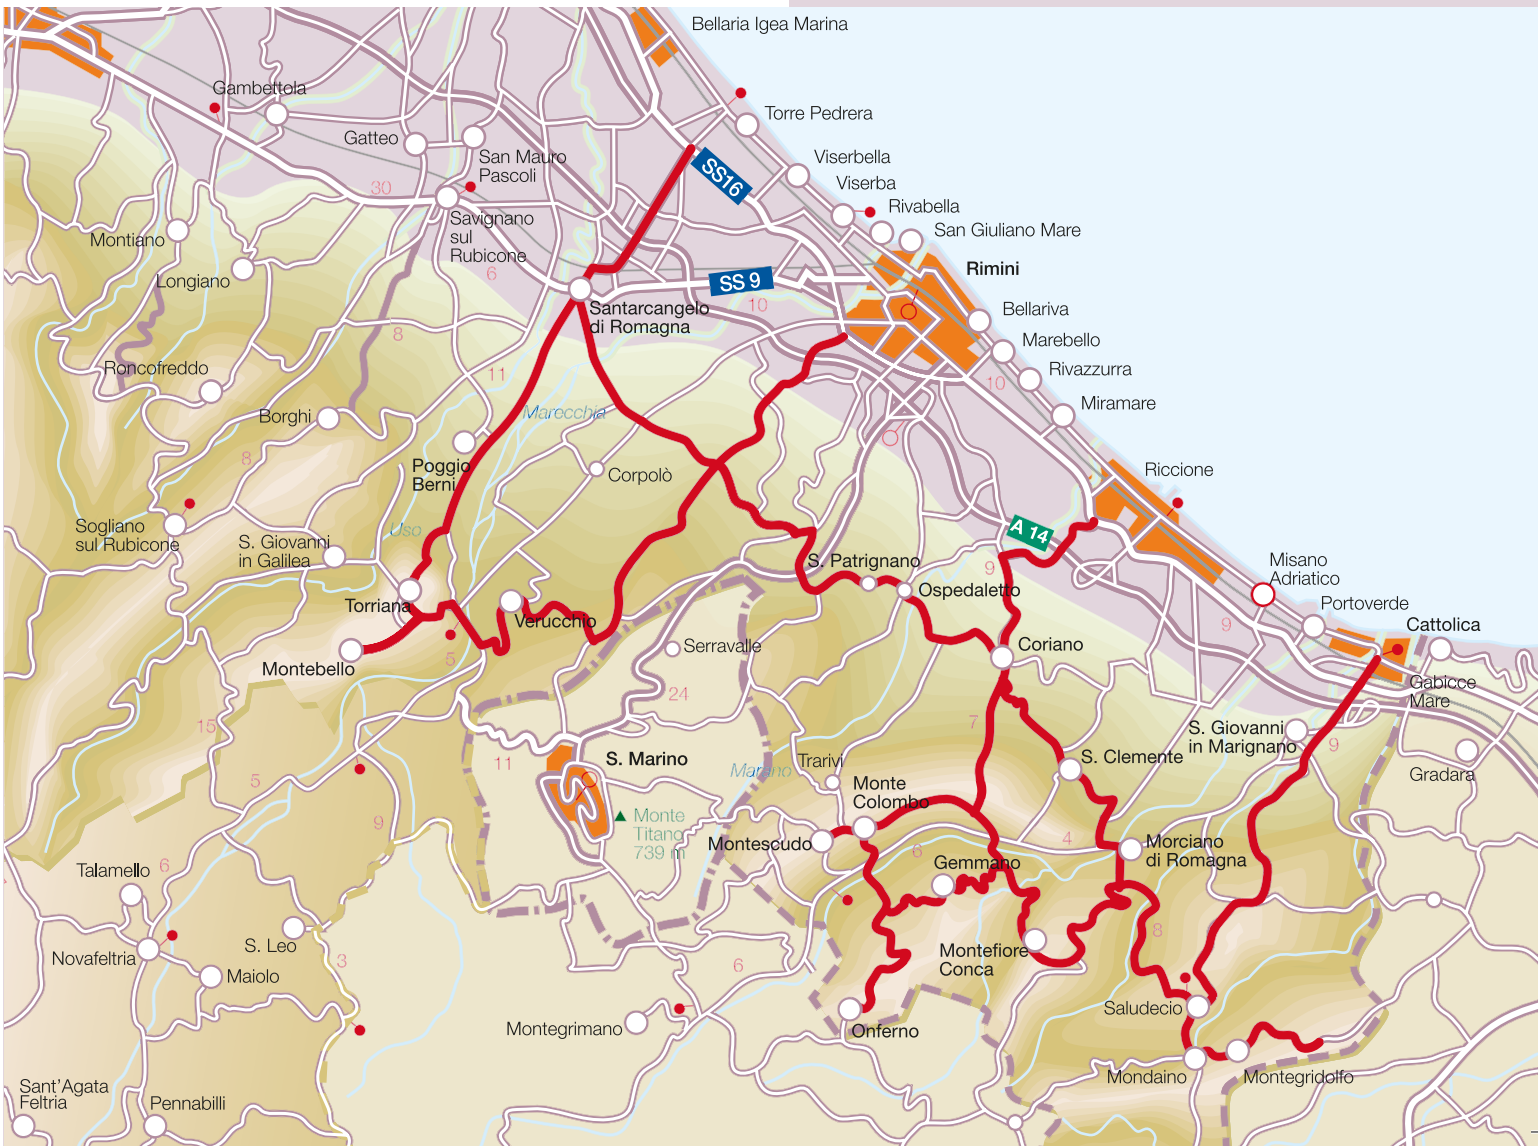 Bellaria Igea Marina
Gambettola
Torre Pedrera
Gatteo
San Mauro
Pascoli
Viserbella
SS16
Viserba
30
Rivabella
Savignano
sul
Rubicone
San Giuliano Mare
Montiano
Longiano
6
Rimini
SS 9
10
Santarcangelo
di Romagna
Bellariva
8
Marebello
Roncofreddo
11
Rivazzurra
10
Miramare
Borghi
Marecchia
8
Poggio
Berni
Corpolò
Riccione
Sogliano
sul Rubicone
Uso
A 14
S. Giovanni
in Galilea
S. Patrignano
9
Misano
Adriatico
Torriana
Ospedaletto
Portoverde
Verucchio
9
Cattolica
Serravalle
Coriano
Montebello
5
24
Gabicce
Mare
15
7
S. Giovanni
in Marignano
9
11
S. Marino
Marano
Trarivi
S. Clemente
Gradara
5
Monte
Colombo
9
Monte
Titano
739 m
Montescudo
6
4
Morciano
di Romagna
Talamello
6
Gemmano
8
S. Leo
Novafeltria
3
Maiolo
6
Montefiore
Conca
Saludecio
Montegrimano
Onferno
Mondaino
Montegridolfo
Sant'Agata
Feltria
Pennabilli